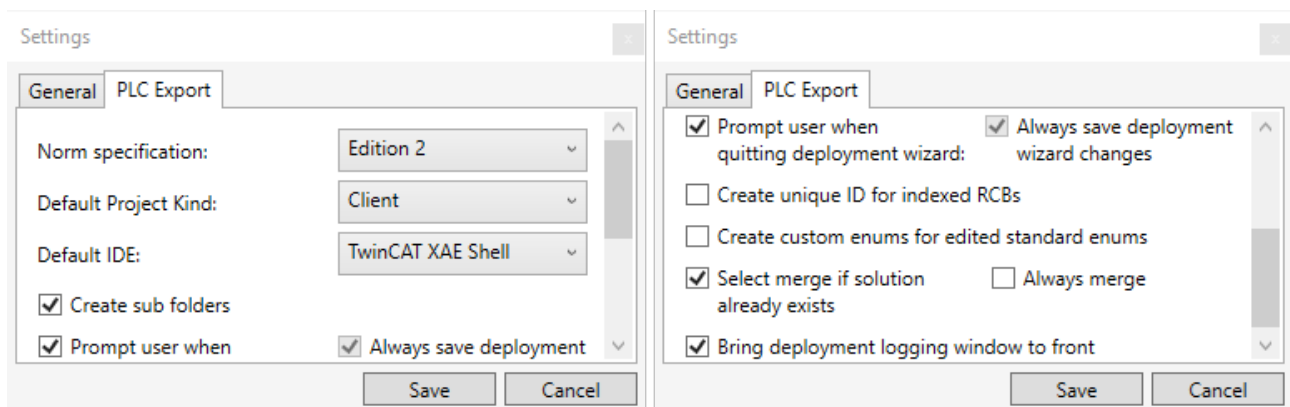 Settings
x
General
PLC Export
Norm specification:
Edition 2
Default Project Kind:
Client
Default IDE:
TwinCAT XAE Shell
Create sub folders
Prompt user when
Always save deployment
Save
Cancel
Settings
x
General
PLC Export
Prompt user when
quitting deployment wizard:
Always save deployment
wizard changes
Create unique ID for indexed RCBs
Create custom enums for edited standard enums
Select merge if solution
already exists
Always merge
Bring deployment logging window to front
Save
Cancel